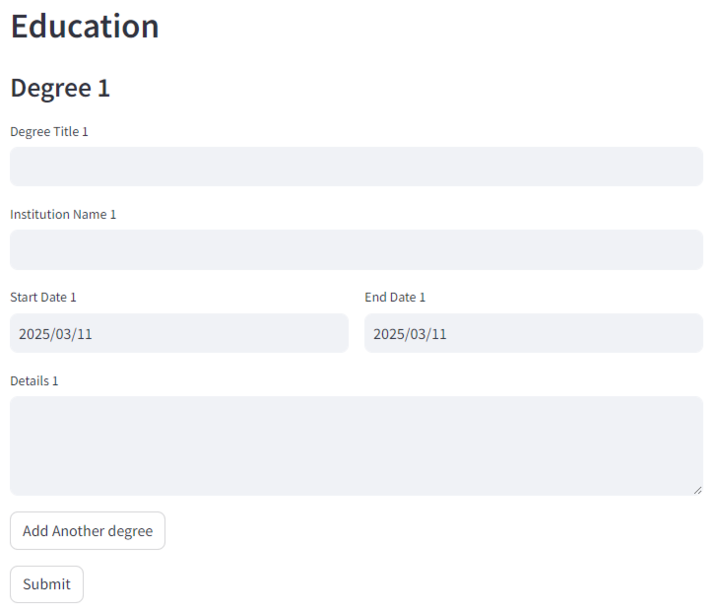 Education
Degree 1
Degree Title 1
Institution Name 1
Start Date 1 End Date 1
2025/03/11 2025/03/11
Details 1
Add Another degree
Submit